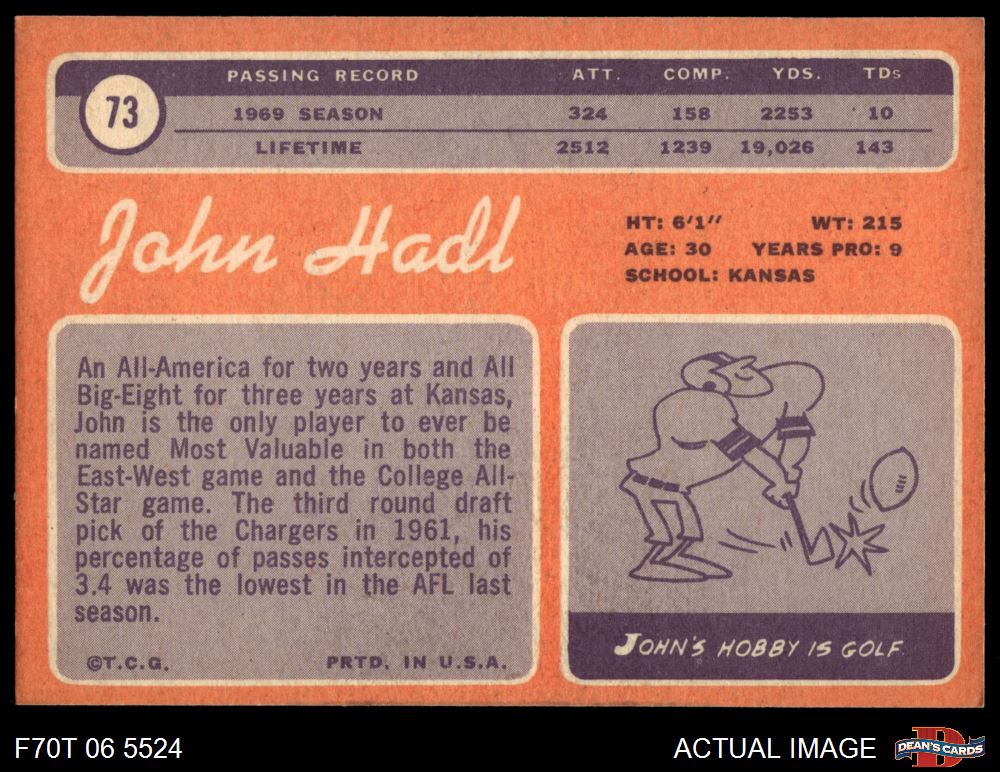 73
PASSING RECORD ATT. COMP. YDS. TDs
1969 SEASON 324 158 2253 10
LIFETIME 2512 1239 19,026 143
John Hadl
HT: 6'1" WT: 215
AGE: 30 YEARS PRO: 9
SCHOOL: KANSAS
An All-America for two years and All
Big-Eight for three years at Kansas,
John is the only player to ever be
named Most Valuable in both the
East-West game and the College All-
Star game. The third round draft
pick of the Chargers in 1961, his
percentage of passes intercepted of
3.4 was the lowest in the AFL last
season.
©T.C.G. PRTD. IN U.S.A.
JOHN'S HOBBY IS GOLF.
F70T 06 5524
ACTUAL IMAGE
D
DEAN'S CARDS